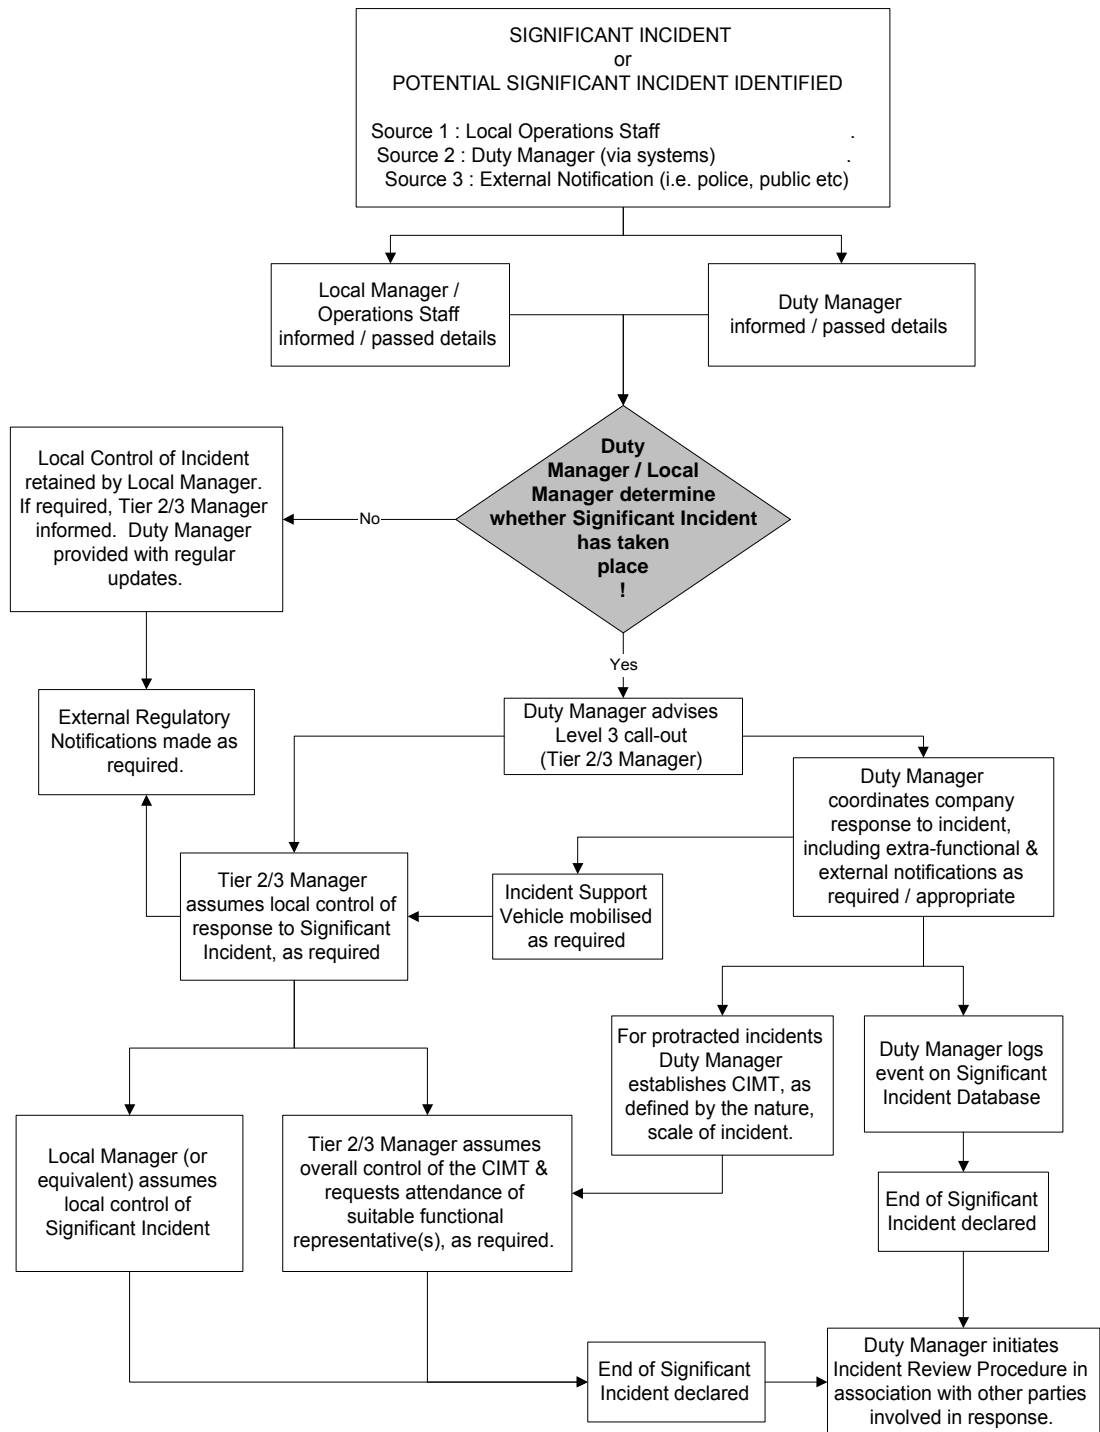 SIGNIFICANT INCIDENT
or
POTENTIAL SIGNIFICANT INCIDENT IDENTIFIED
Source 1 : Local Operations Staff .
Source 2 : Duty Manager (via systems) .
Source 3 : External Notification (i.e. police, public etc)
Local Manager /
Operations Staff
informed / passed details
Duty Manager
informed / passed details
Duty
Manager / Local
Manager determine
whether Significant Incident
has taken
place
!
No
Local Control of Incident
retained by Local Manager.
If required, Tier 2/3 Manager
informed. Duty Manager
provided with regular
updates.
Yes
External Regulatory
Notifications made as
required.
Duty Manager advises
Level 3 call-out
(Tier 2/3 Manager)
Duty Manager
coordinates company
response to incident,
including extra-functional &
external notifications as
required / appropriate
Tier 2/3 Manager
assumes local control of
response to Significant
Incident, as required
Incident Support
Vehicle mobilised
as required
For protracted incidents
Duty Manager
establishes CIMT, as
defined by the nature,
scale of incident.
Duty Manager logs
event on Significant
Incident Database
Local Manager (or
equivalent) assumes
local control of
Significant Incident
Tier 2/3 Manager assumes
overall control of the CIMT &
requests attendance of
suitable functional
representative(s), as required.
End of Significant
Incident declared
End of Significant
Incident declared
Duty Manager initiates
Incident Review Procedure in
association with other parties
involved in response.